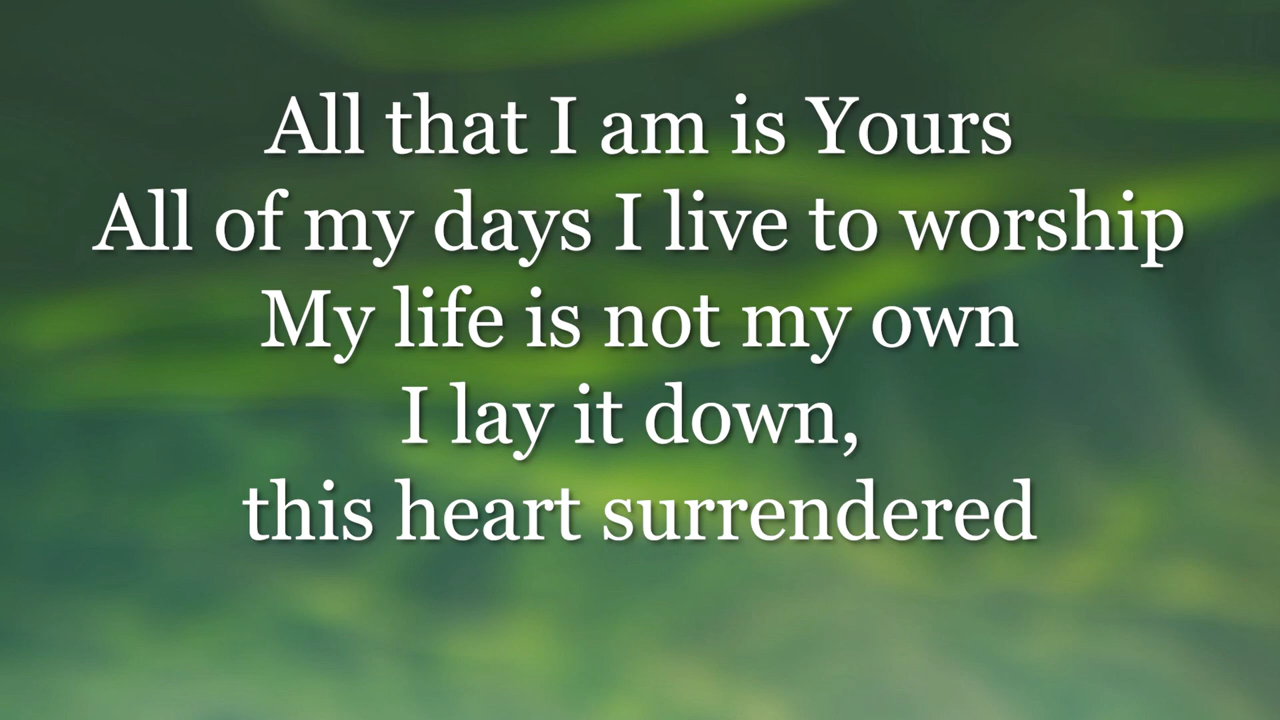 All that I am is Yours
All of my days I live to worship
My life is not my own
I lay it down,
this heart surrendered